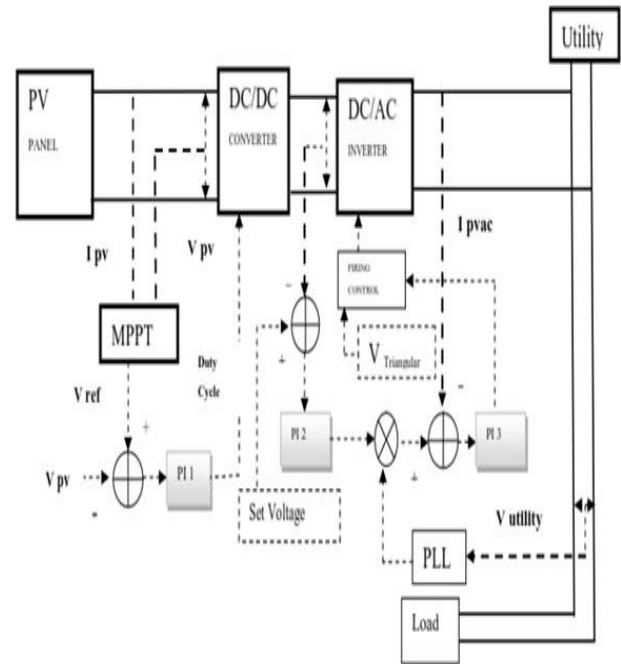 Utility
PV
PANEL
DC/DC
CONVERTER
DC/AC
INVERTER
I pv
V pv
I pvac
FIRING
CONTROL
MPPT
V Triangular
Duty
Cycle
V ref
+
-
+
-
PI 1
V pv
-
PI 2
+
PI 3
Set Voltage
V utility
PLL
Load